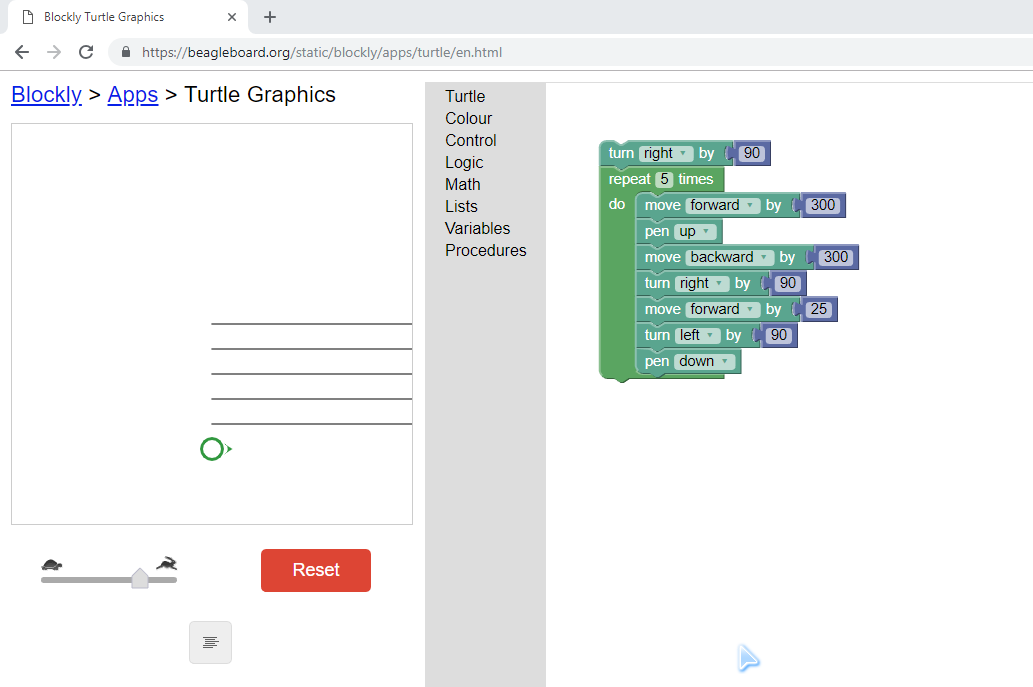 Blockly Turtle Graphics
https://beagleboard.org/static/blockly/apps/turtle/en.html
Blockly > Apps > Turtle Graphics
Reset
Turtle
Colour
Control
Logic
Math
Lists
Variables
Procedures
turn right by 90
repeat 5 times
do move forward by 300
pen up
move backward by 300
turn right by 90
move forward by 25
turn left by 90
pen down